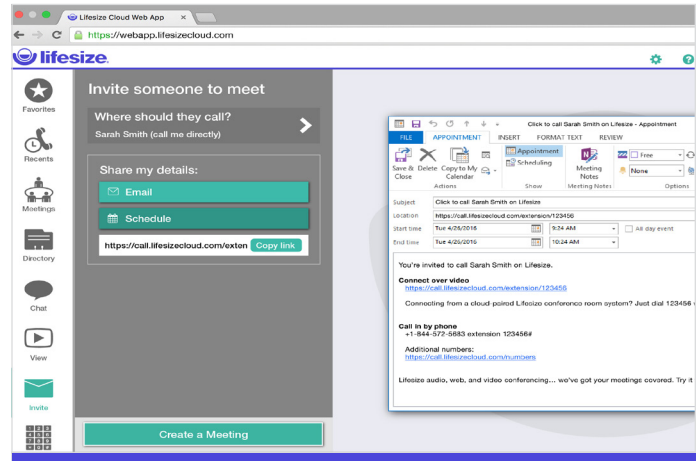 Lifesize Cloud Web App
https://webapp.lifesizecloud.com
lifesize
Favorites
Recents
Meetings
Directory
Chat
View
Invite
Invite someone to meet
Where should they call?
Sarah Smith (call me directly)
Share my details:
Email
Schedule
https://call.lifesizecloud.com/exten Copy link
Create a Meeting
Click to call Sarah Smith on Lifesize - Appointment
FILE APPOINTMENT INSERT FORMAT TEXT REVIEW
Save & Close
Delete
Copy to My Calendar
Actions
Appointment
Scheduling
Show
Meeting Notes
Meeting Notes
Free
None
Options
Subject Click to call Sarah Smith on Lifesize
Location https://call.lifesizecloud.com/extension/123456
Start time Tue 4/26/2016 9:24 AM All day event
End time Tue 4/26/2016 10:24 AM
You're invited to call Sarah Smith on Lifesize.
Connect over video
https://call.lifesizecloud.com/extension/123456
Connecting from a cloud-paired Lifesize conference room system? Just dial 123456
Call in by phone
+1-844-572-5683 extension 123456#
Additional numbers:
https://call.lifesizecloud.com/numbers
Lifesize audio, web, and video conferencing... we've got your meetings covered. Try it